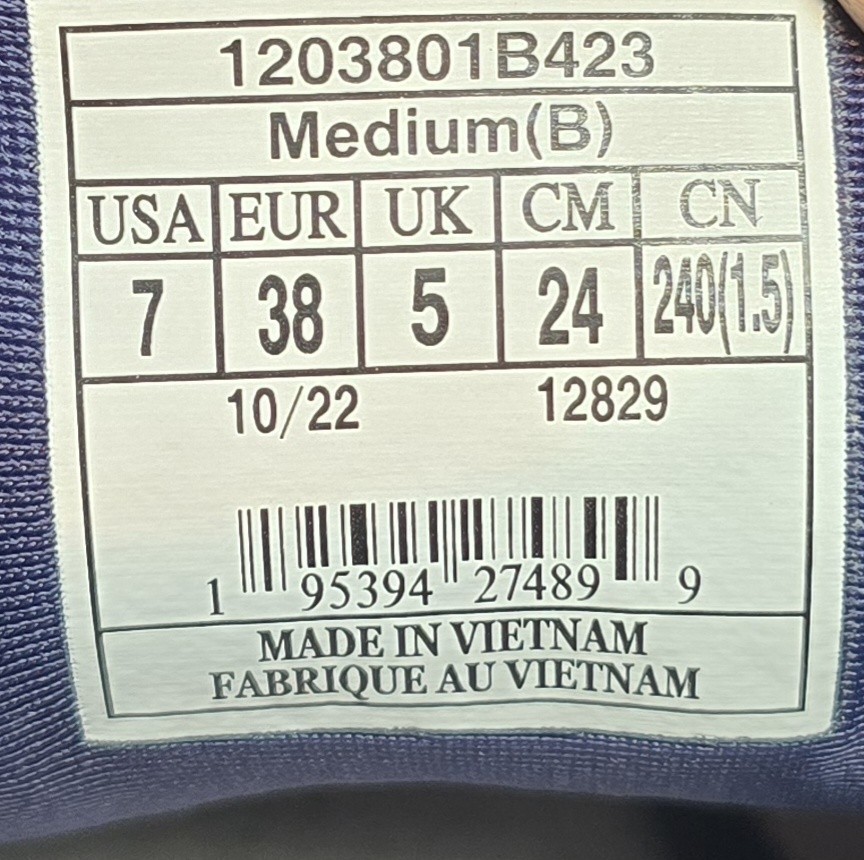 1203801B423
Medium(B)
USA EUR UK CM CN
7 38 5 24 240(1.5)
10/22 12829
1 95394 27489 9
MADE IN VIETNAM
FABRIQUE AU VIETNAM